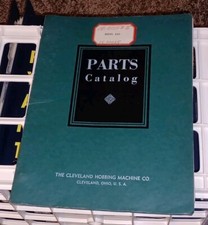 PARTS
Catalog
THE CLEVELAND HOBBING MACHINE CO.
CLEVELAND, OHIO, U. S. A.